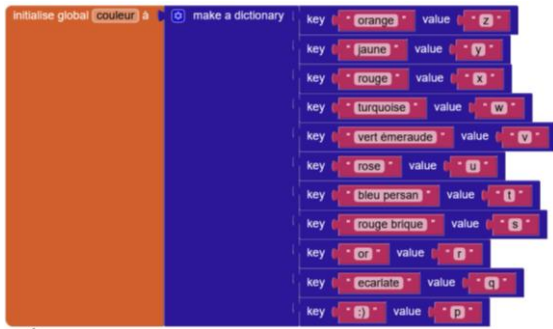 initialise global couleur à make a dictionary key " orange " value " z "
key " jaune " value " y "
key " rouge " value " x "
key " turquoise " value " w "
key " vert émeraude " value " v "
key " rose " value " u "
key " bleu persan " value " t "
key " rouge brique " value " s "
key " or " value " r "
key " ecarlate " value " q "
key " :) " value " p "